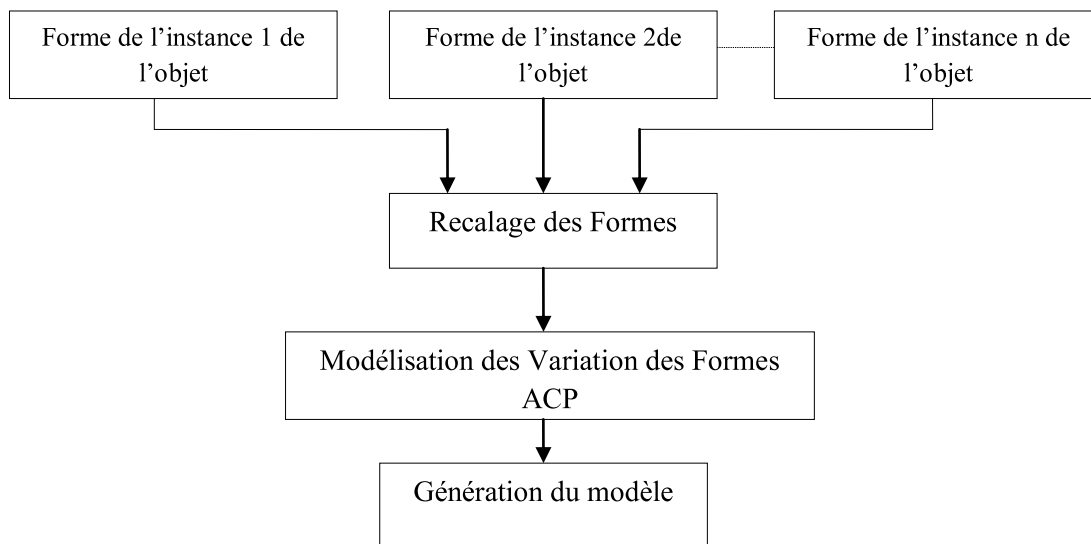 Forme de l’instance 1 de
l’objet
Forme de l’instance 2de
l’objet
Forme de l’instance n de
l’objet
Recalage des Formes
Modélisation des Variation des Formes
ACP
Génération du modèle